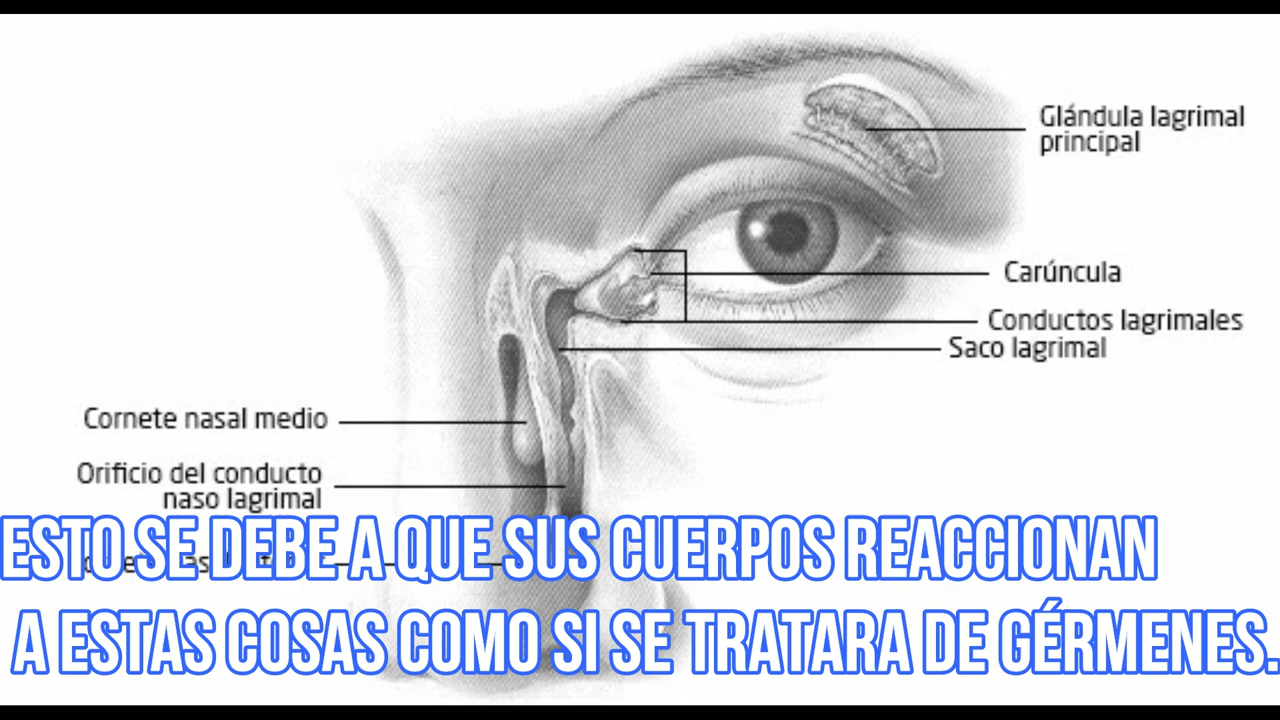 Glándula lagrimal
principal
Carúncula
Conductos lagrimales
Saco lagrimal
Cornete nasal medio
Orificio del conducto
naso lagrimal
ESTO SE DEBE A QUE SUS CUERPOS REACCIONAN
A ESTAS COSAS COMO SI SE TRATARA DE GÉRMENES.